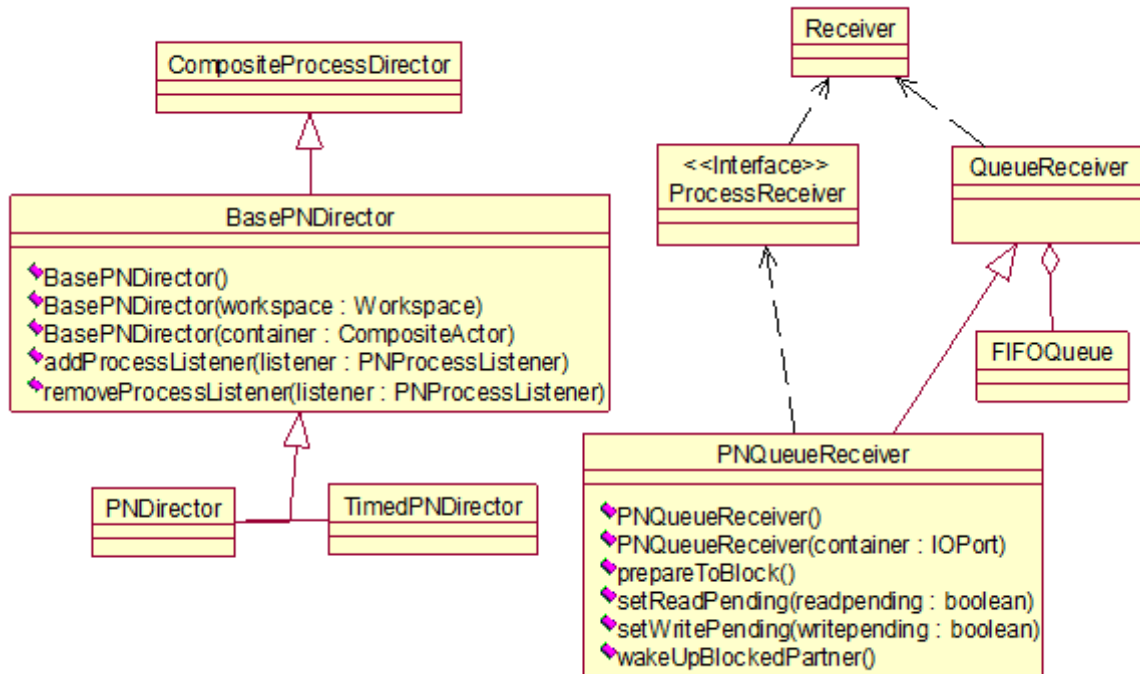 Receiver
CompositeProcessDirector
<<Interface>>
ProcessReceiver
QueueReceiver
BasePNDirector
BasePNDirector()
BasePNDirector(workspace : Workspace)
BasePNDirector(container : CompositeActor)
addProcessListener(listener : PNProcessListener)
removeProcessListener(listener : PNProcessListener)
FIFOQueue
PNDirector
TimedPNDirector
PNQueueReceiver
PNQueueReceiver()
PNQueueReceiver(container : IOPort)
prepareToBlock()
setReadPending(readpending : boolean)
setWritePending(writepending : boolean)
wakeUpBlockedPartner()